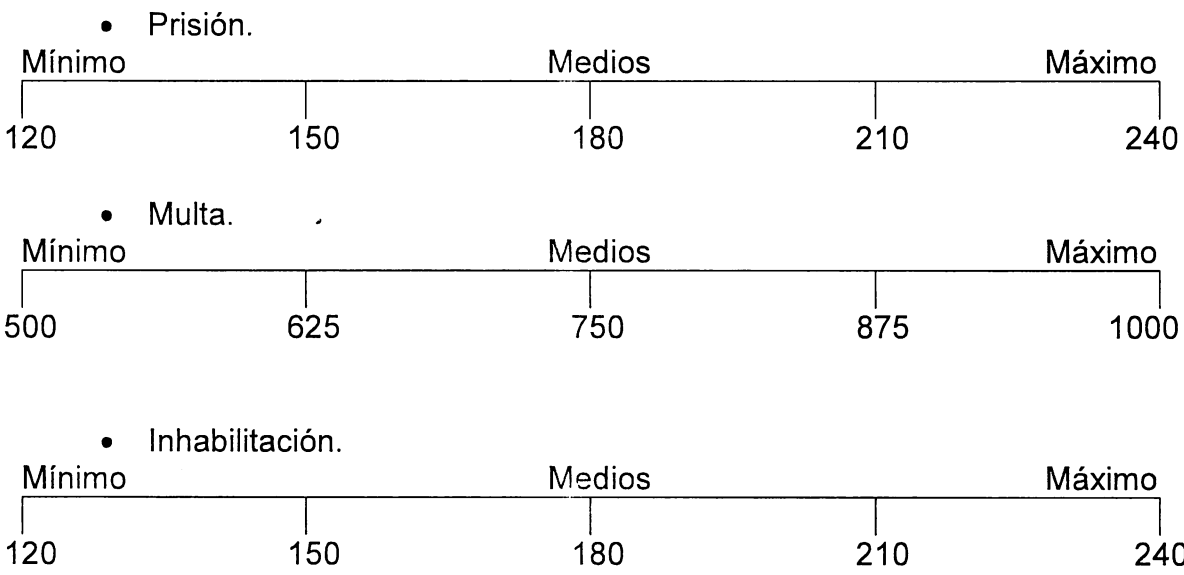 • Prisión.
Mínimo Medios Máximo
120 150 180 210 240
• Multa.
Mínimo Medios Máximo
500 625 750 875 1000
• Inhabilitación.
Mínimo Medios Máximo
120 150 180 210 240